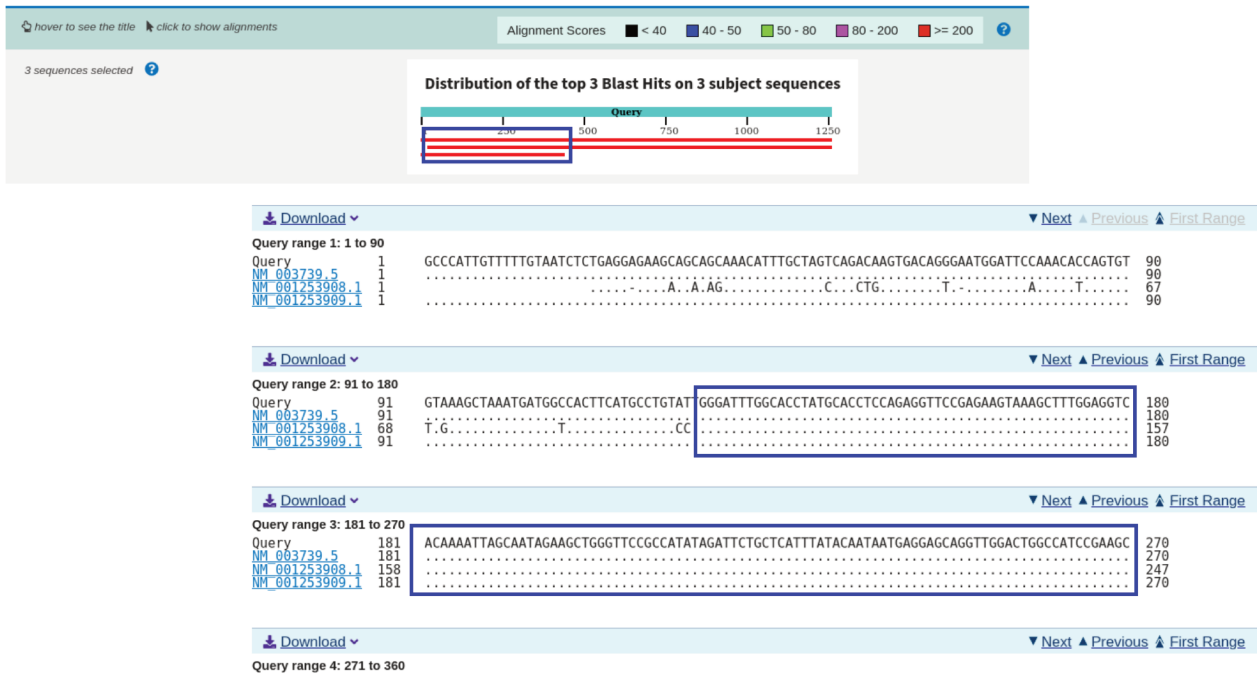 hover to see the title click to show alignments
Alignment Scores < 40 40 - 50 50 - 80 80 - 200 >= 200 ?
3 sequences selected ?
Distribution of the top 3 Blast Hits on 3 subject sequences
Query
250 500 750 1000 1250
Download Next Previous First Range
Query range 1: 1 to 90
Query 1 GCCCATTGTTTTTGTAATCTCTGAGGAGAAGCAGCAGCAAACATTTGCTAGTCAGACAAGTGACAGGGAATGGATTCCAAACACCAGTGT 90
NM_003739.5 1 .......................................................................................... 90
NM_001253908.1 1 .....-....A..A.AG.............C...CTG........T.-........A.....T...... 67
NM_001253909.1 1 .......................................................................................... 90
Download Next Previous First Range
Query range 2: 91 to 180
Query 91 GTAAAGCTAAATGATGGCCACTTCATGCCTGTATTGGGATTTGGCACCTATGCACCTCCAGAGGTTCCGAGAAGTAAAGCTTTGGAGGTC 180
NM_003739.5 91 .......................................................................................... 180
NM_001253908.1 68 T.G..............T..............CC........................................................ 157
NM_001253909.1 91 .......................................................................................... 180
Download Next Previous First Range
Query range 3: 181 to 270
Query 181 ACAAAATTAGCAATAGAAGCTGGGTTCCGCCATATAGATTCTGCTCATTTATACAATAATGAGGAGCAGGTTGGACTGGCCATCCGAAGC 270
NM_003739.5 181 .......................................................................................... 270
NM_001253908.1 158 .......................................................................................... 247
NM_001253909.1 181 .......................................................................................... 270
Download Next Previous First Range
Query range 4: 271 to 360